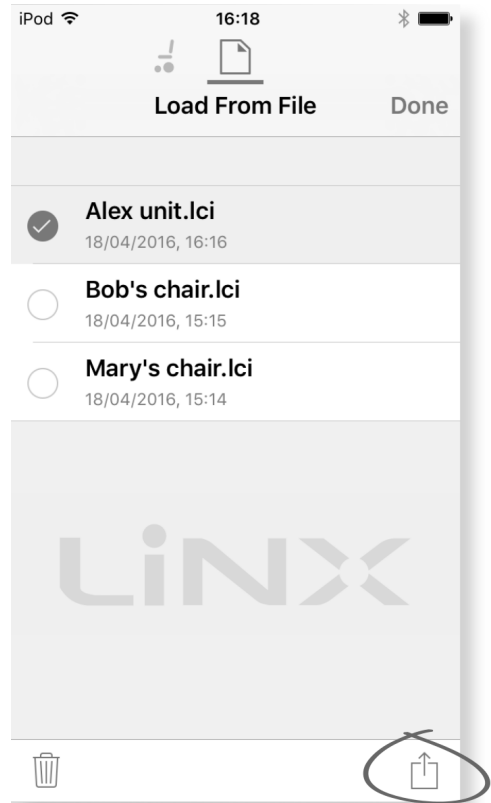 iPod 16:18
Load From File Done
Alex unit.lci
18/04/2016, 16:16
Bob's chair.lci
18/04/2016, 15:15
Mary's chair.lci
18/04/2016, 15:14
LiNX